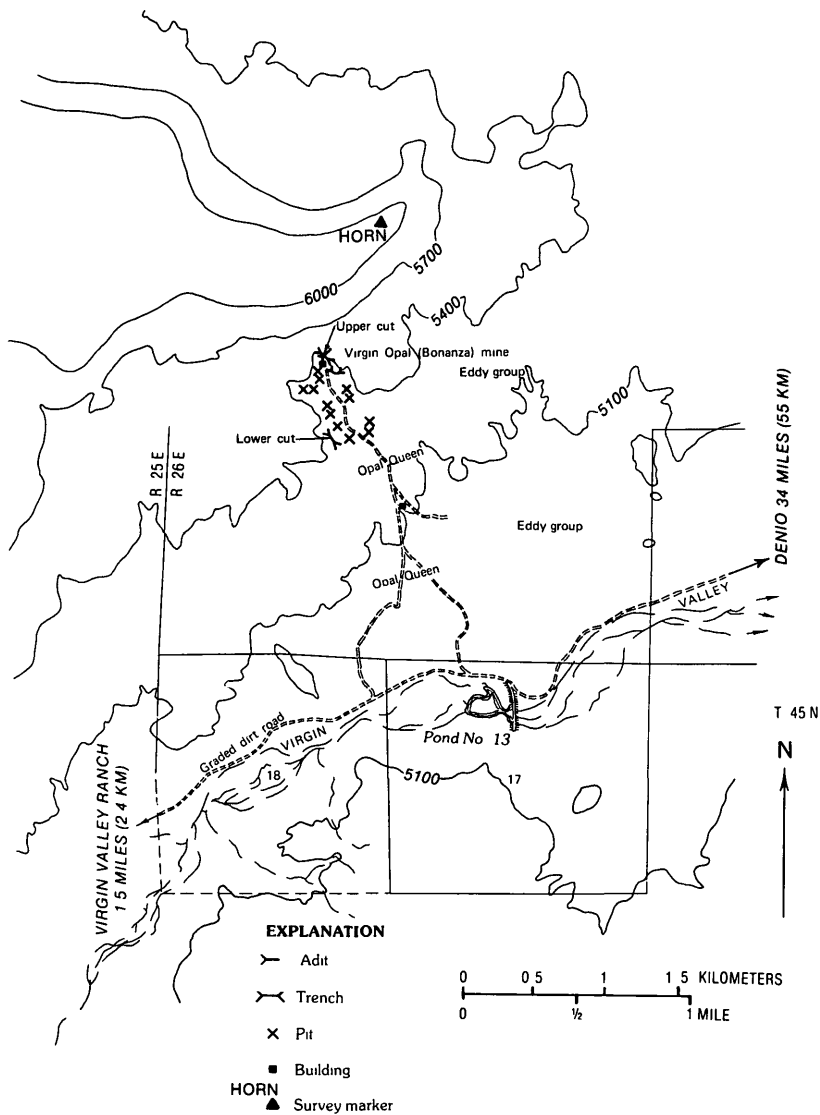 HORN
6000
5700
5400
Upper cut
Virgin Opal (Bonanza) mine
Eddy group
5100
Lower cut
Opal Queen
R 25 E
R 26 E
Eddy group
DENIO 34 MILES (55 KM)
Opal Queen
VALLEY
T 45 N
Graded dirt road
VIRGIN
Pond No 13
N
18
5100
17
VIRGIN VALLEY RANCH
1 5 MILES (2 4 KM)
EXPLANATION
Adit
Trench
Pit
Building
HORN
Survey marker
0 0 5 1 1 5 KILOMETERS
0 ½ 1 MILE